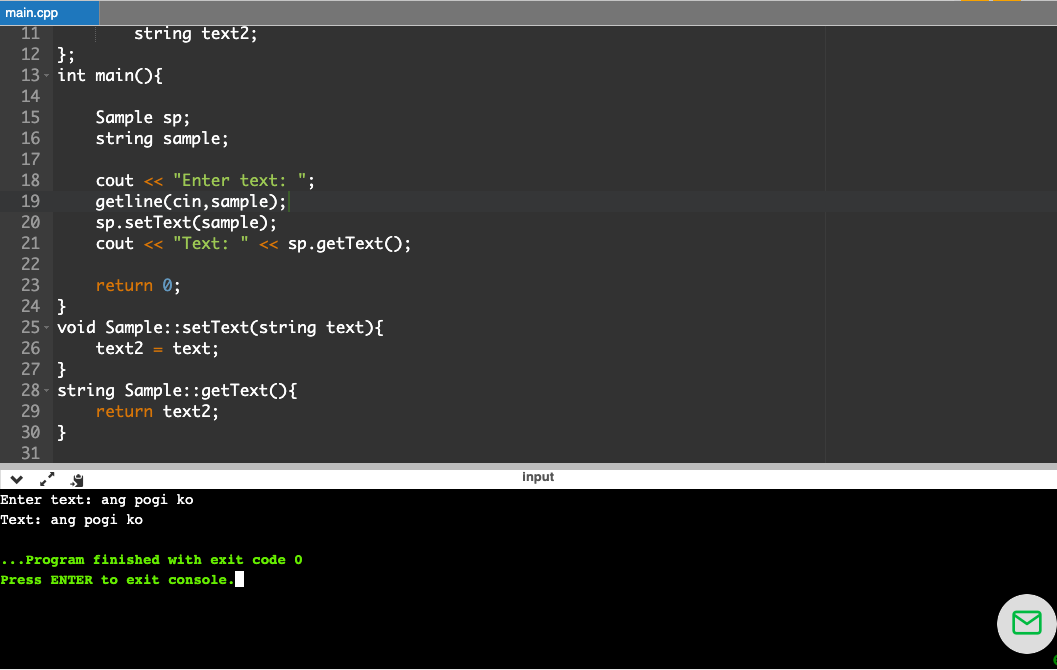 main.cpp
11 string text2;
12 };
13 int main(){
14
15 Sample sp;
16 string sample;
17
18 cout << "Enter text: ";
19 getline(cin,sample);
20 sp.setText(sample);
21 cout << "Text: " << sp.getText();
22
23 return 0;
24 }
25 void Sample::setText(string text){
26 text2 = text;
27 }
28 string Sample::getText(){
29 return text2;
30 }
31
input
Enter text: ang pogi ko
Text: ang pogi ko
...Program finished with exit code 0
Press ENTER to exit console.